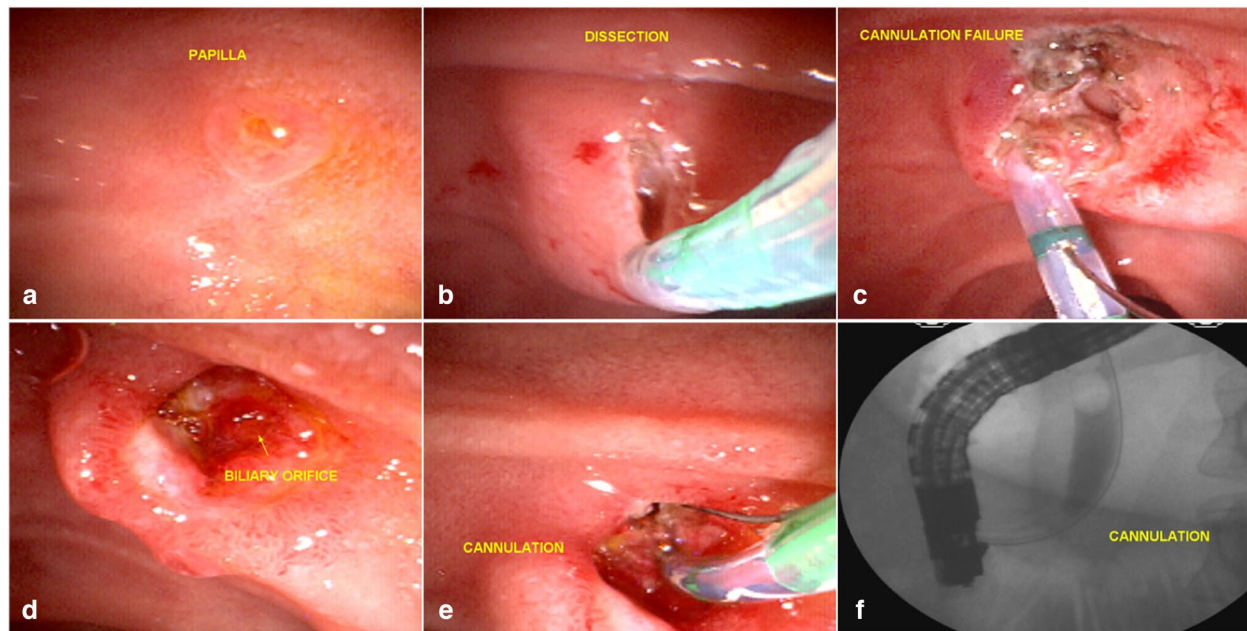 PAPILLA
a
DISSECTION
b
CANNULATION FAILURE
c
BILIARY ORIFICE
d
CANNULATION
e
CANNULATION
f